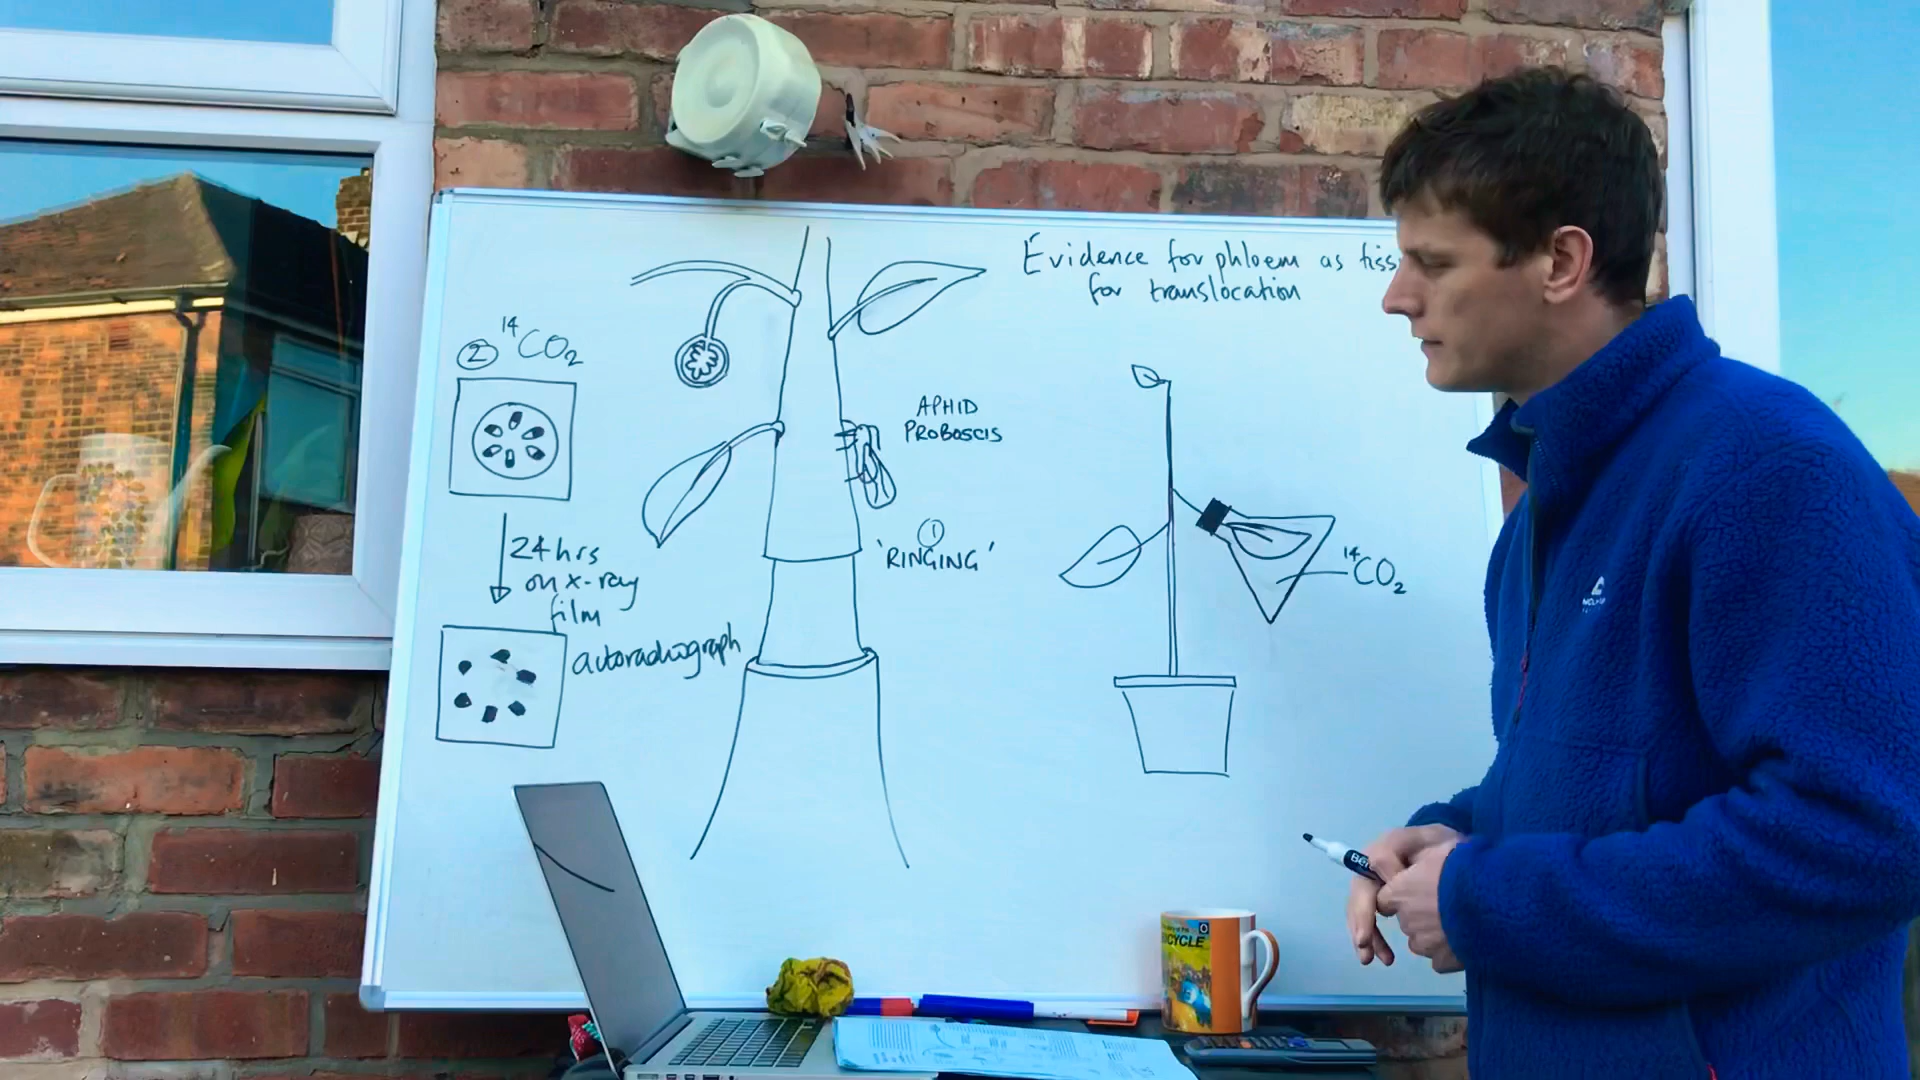 Evidence for phloem as tiss
for translocation
② ¹⁴CO₂
24hrs
on x-ray
film
autoradiograph
APHID
PROBOSCIS
①
'RINGING'
¹⁴CO₂
CYCLE